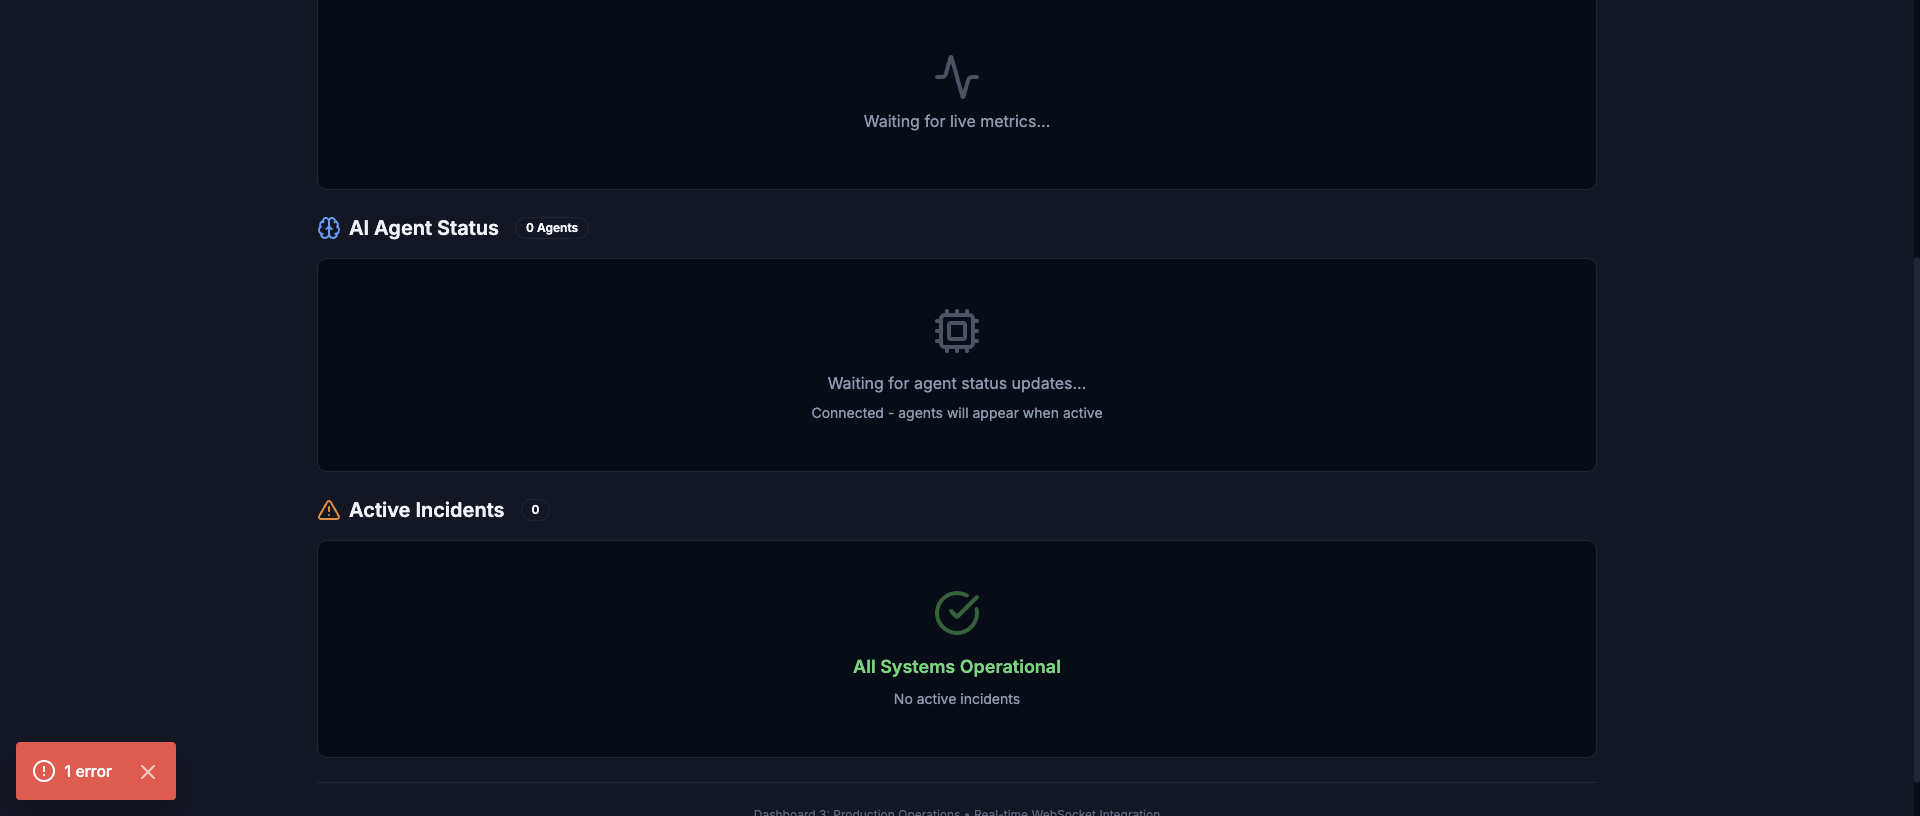 Waiting for live metrics...
AI Agent Status
0 Agents
Waiting for agent status updates...
Connected - agents will appear when active
Active Incidents
0
All Systems Operational
No active incidents
1 error
Dashboard 3: Production Operations • Real-time WebSocket Integration